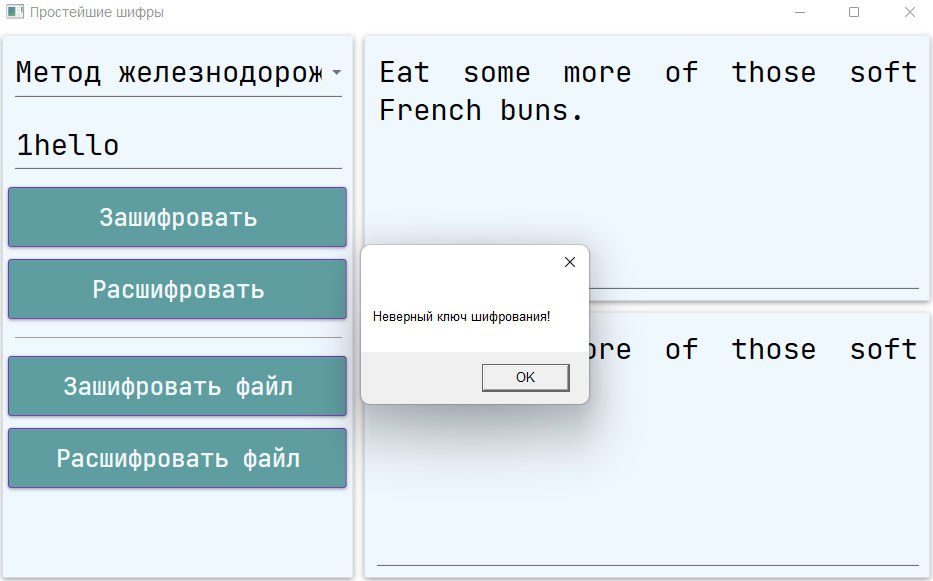 Простейшие шифры
Метод железнодорож
1hello
Зашифровать
Расшифровать
Зашифровать файл
Расшифровать файл
Eat some more of those soft
French buns.
Неверный ключ шифрования!
OK
ore of those soft